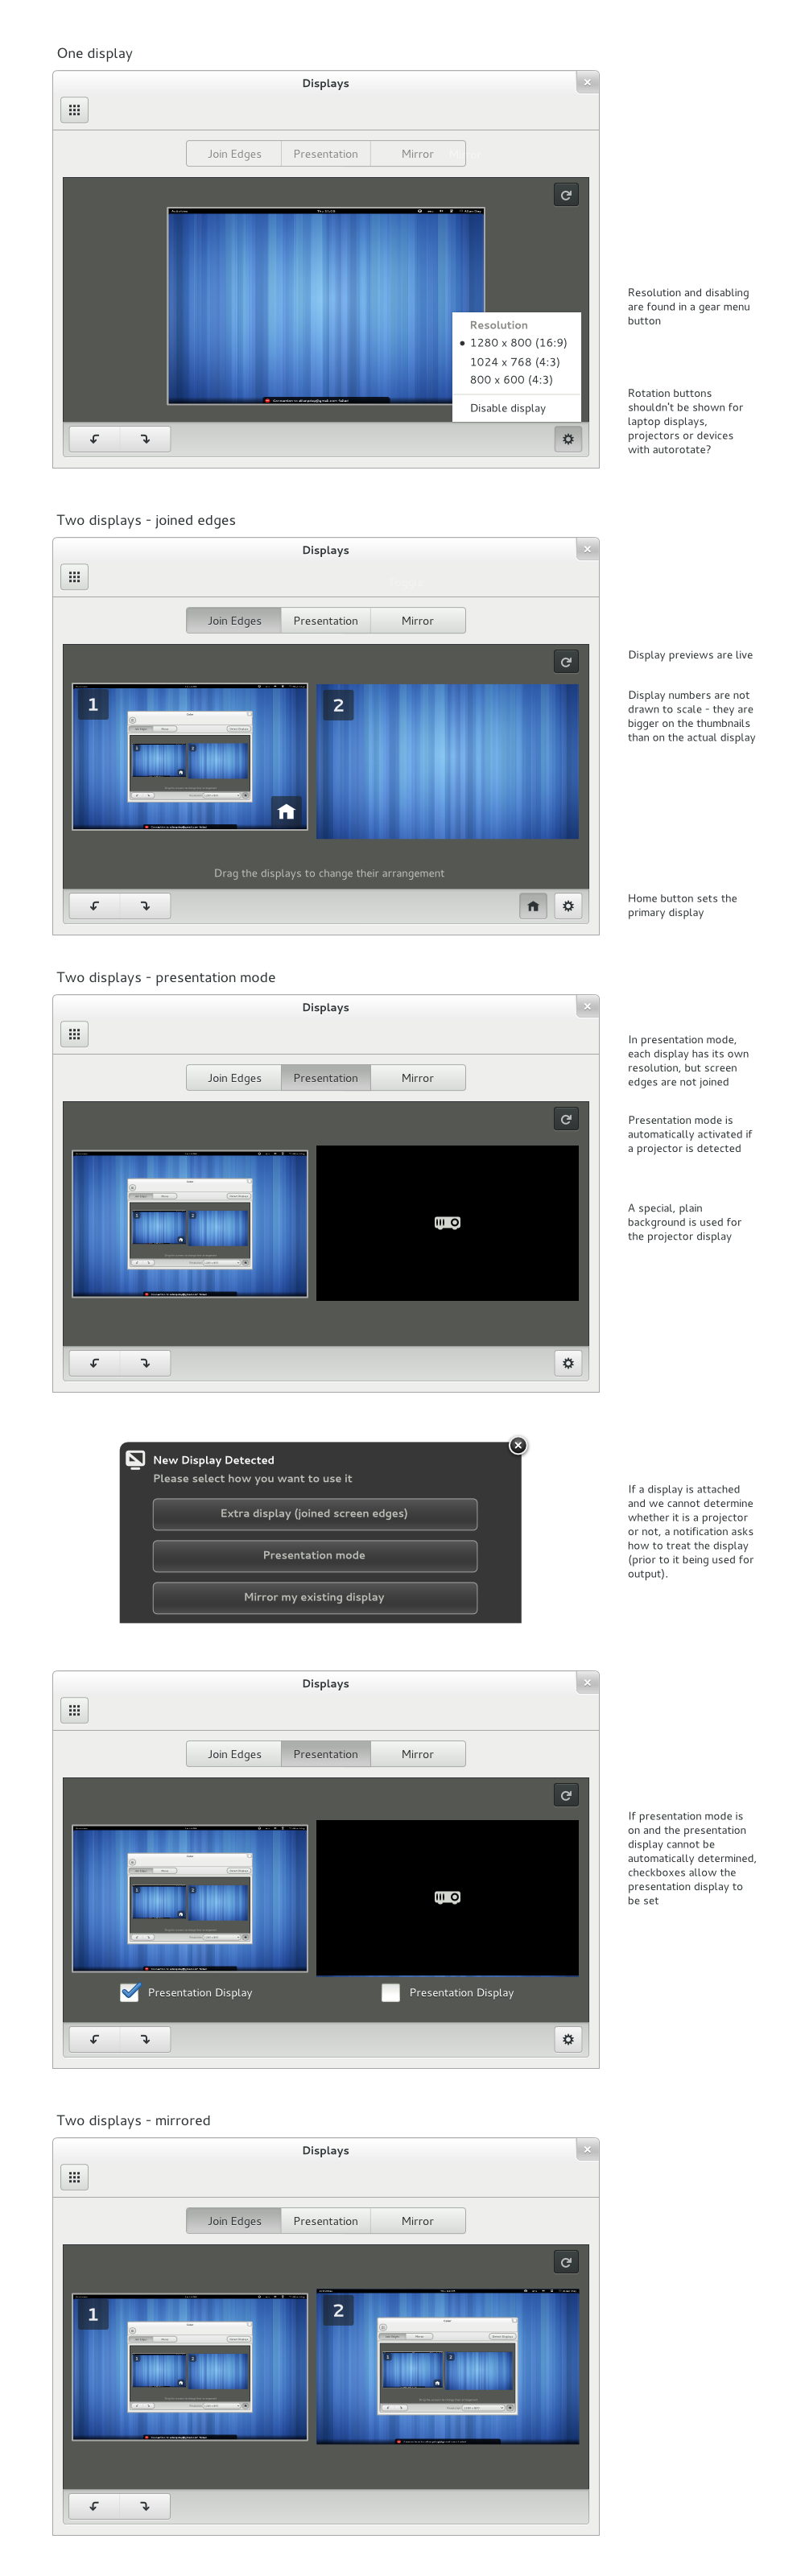 One display
Displays
Join Edges
Presentation
Mirror
Resolution
1280 x 800 (16:9)
1024 x 768 (4:3)
800 x 600 (4:3)
Disable display
Resolution and disabling
are found in a gear menu
button
Rotation buttons
shouldn't be shown for
laptop displays,
projectors or devices
with autorotate?
Two displays - joined edges
Displays
Join Edges
Presentation
Mirror
1
2
Drag the displays to change their arrangement
Display previews are live
Display numbers are not
drawn to scale - they are
bigger on the thumbnails
than on the actual display
Home button sets the
primary display
Two displays - presentation mode
Displays
Join Edges
Presentation
Mirror
In presentation mode,
each display has its own
resolution, but screen
edges are not joined
Presentation mode is
automatically activated if
a projector is detected
A special, plain
background is used for
the projector display
New Display Detected
Please select how you want to use it
Extra display (joined screen edges)
Presentation mode
Mirror my existing display
If a display is attached
and we cannot determine
whether it is a projector
or not, a notification asks
how to treat the display
(prior to it being used for
output).
Displays
Join Edges
Presentation
Mirror
Presentation Display
Presentation Display
If presentation mode is
on and the presentation
display cannot be
automatically determined,
checkboxes allow the
presentation display to
be set
Two displays - mirrored
Displays
Join Edges
Presentation
Mirror
1
2